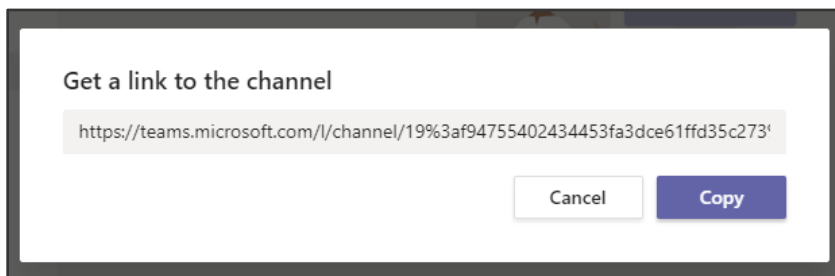 Get a link to the channel
https://teams.microsoft.com/l/channel/19%3af94755402434453fa3dce61ffd35c273%
Cancel
Copy